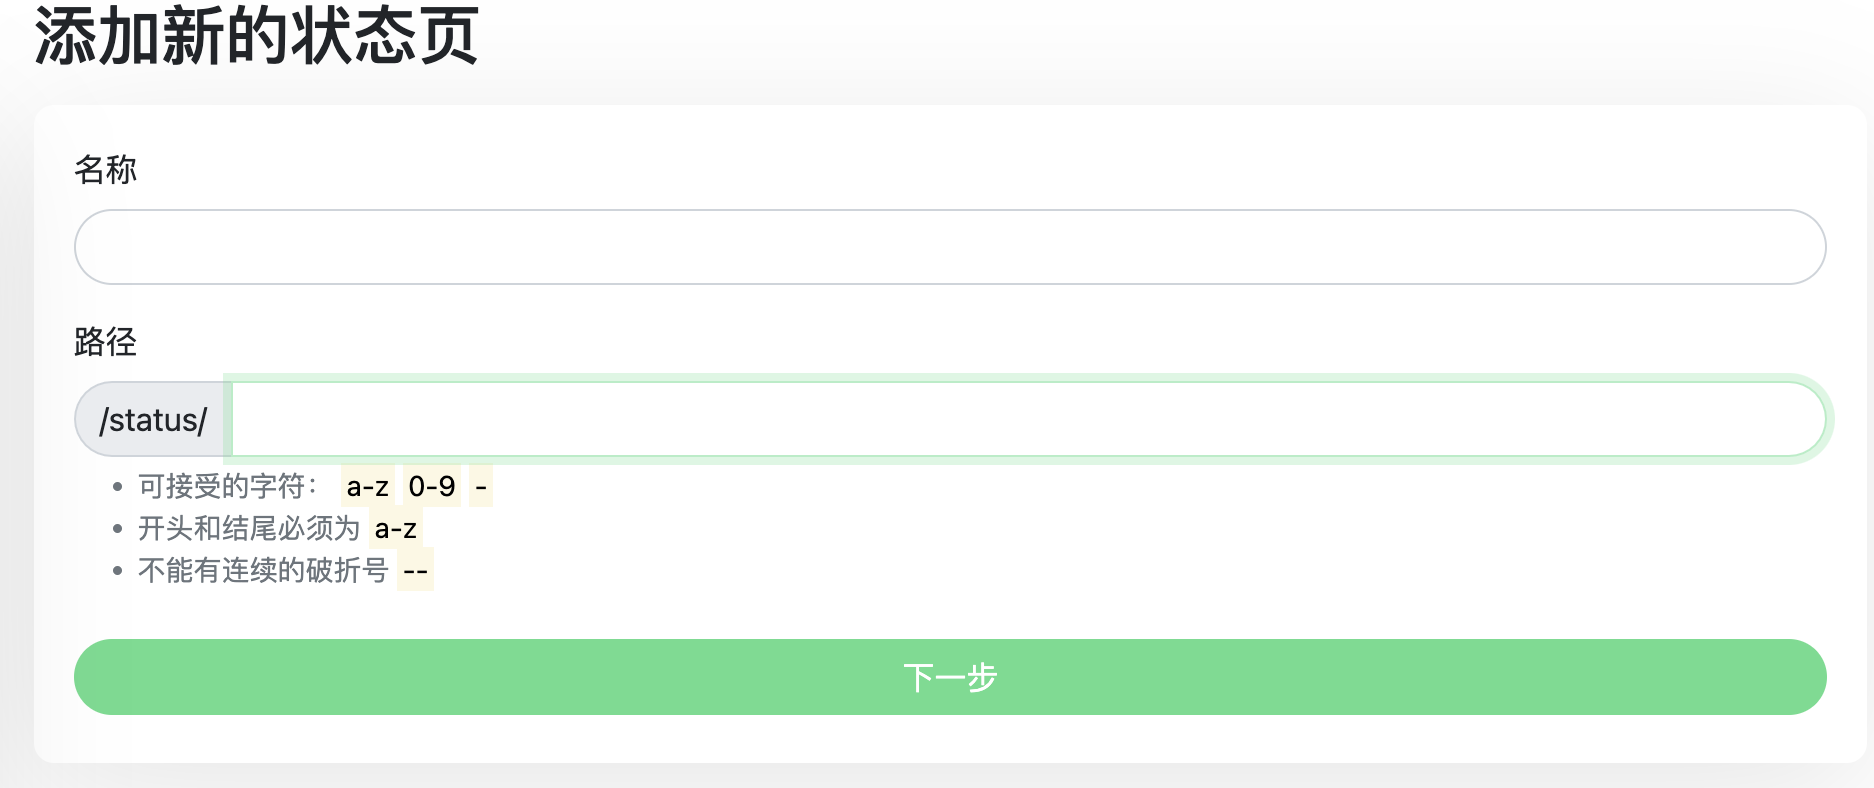 添加新的状态页
名称
路径
/status/
可接受的字符： a-z 0-9 -
开头和结尾必须为 a-z
不能有连续的破折号 --
下一步